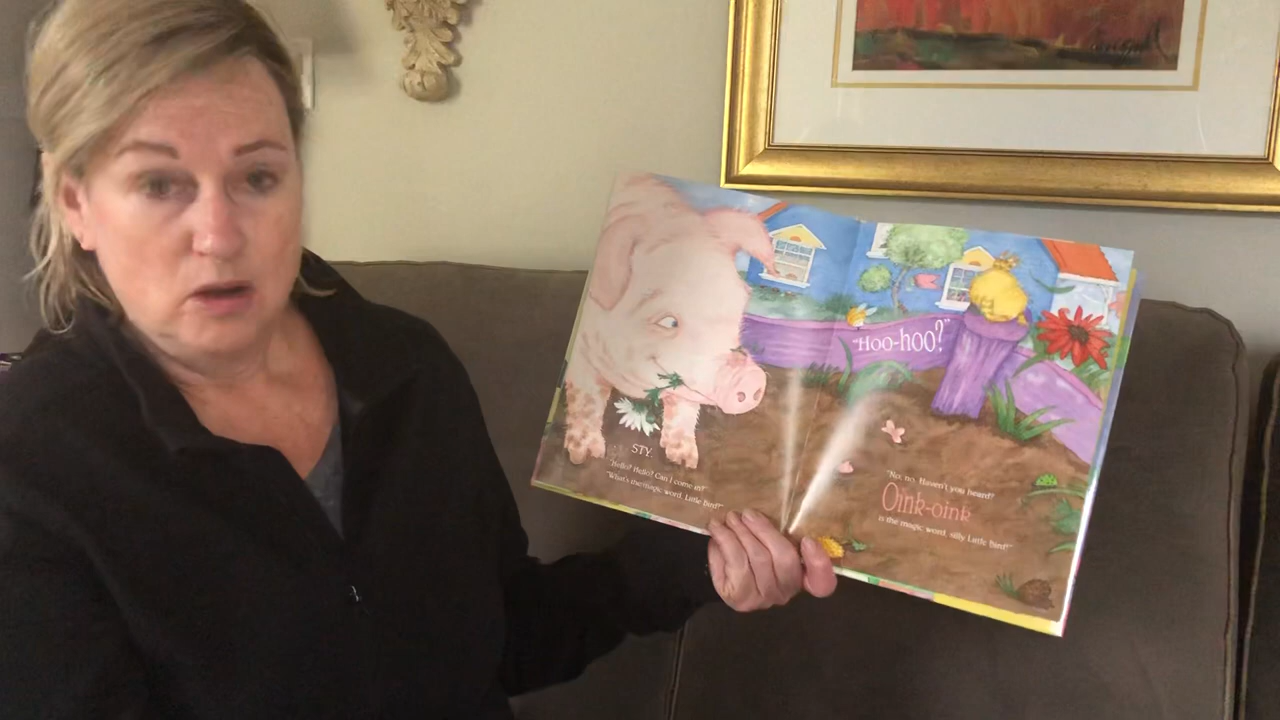 STY.
"Hello? Hello? Can I come in?"
"What's the magic word, Little Bird?"
"Hoo-hoo?"
"No, no. Haven't you heard?
Oink-oink
is the magic word, silly Little Bird!"